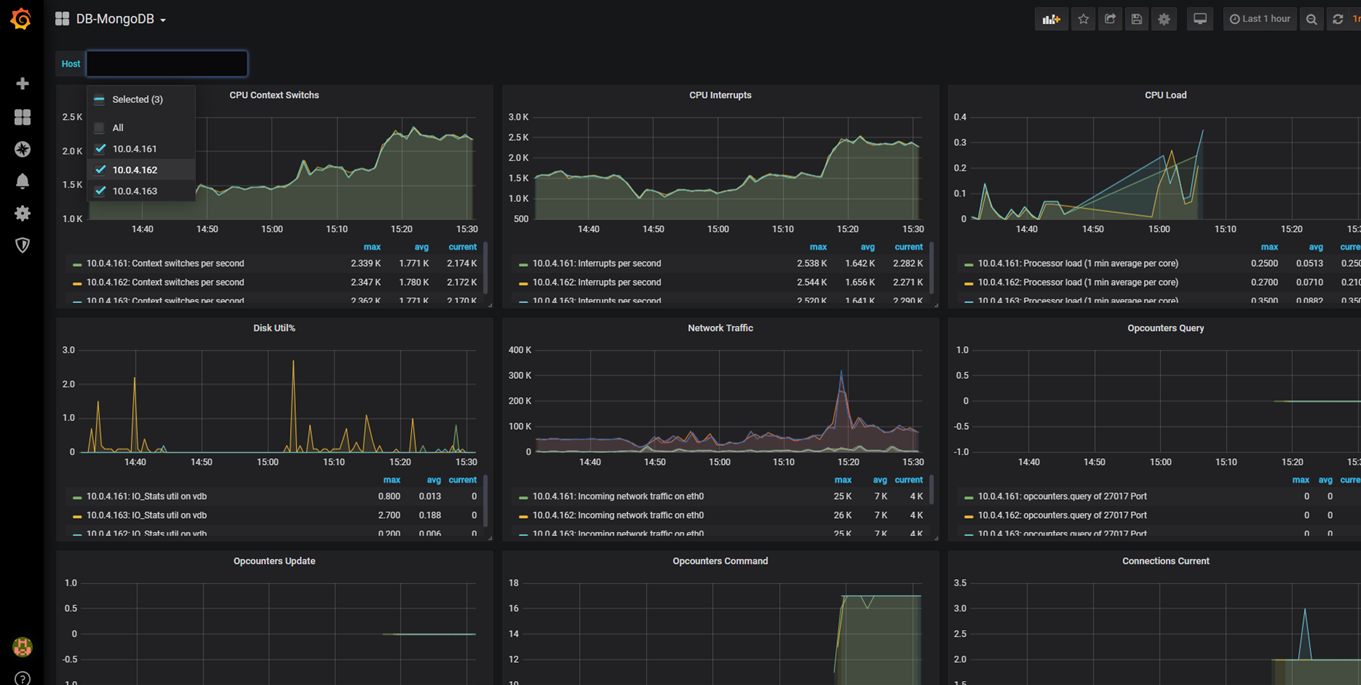 DB-MongoDB
Last 1 hour
1
Host
Selected (3)
All
10.0.4.161
10.0.4.162
10.0.4.163
CPU Context Switchs
2.5 K
2.0 K
1.5 K
1.0 K
14:40 14:50 15:00 15:10 15:20 15:30
max avg current
10.0.4.161: Context switches per second 2.339 K 1.771 K 2.174 K
10.0.4.162: Context switches per second 2.347 K 1.780 K 2.172 K
10.0.4.163: Context switches per second 2.362 K 1.771 K 2.170 K
CPU Interrupts
3.0 K
2.5 K
2.0 K
1.5 K
1.0 K
500
14:40 14:50 15:00 15:10 15:20 15:30
max avg current
10.0.4.161: Interrupts per second 2.538 K 1.642 K 2.282 K
10.0.4.162: Interrupts per second 2.544 K 1.656 K 2.271 K
10.0.4.163: Interrupts per second 2.520 K 1.641 K 2.290 K
CPU Load
0.4
0.3
0.2
0.1
0
14:40 14:50 15:00 15:10 15:20 15:3
max avg curre
10.0.4.161: Processor load (1 min average per core) 0.2500 0.0513 0.250
10.0.4.162: Processor load (1 min average per core) 0.2700 0.0710 0.210
10.0.4.163: Processor load (1 min average per core) 0.3500 0.0882 0.350
Disk Util%
3.0
2.0
1.0
0
14:40 14:50 15:00 15:10 15:20 15:30
max avg current
10.0.4.161: IO_Stats util on vdb 0.800 0.013 0
10.0.4.163: IO_Stats util on vdb 2.700 0.188 0
10.0.4.162: IO_Stats util on vdb 0.200 0.006 0
Network Traffic
400 K
300 K
200 K
100 K
0
14:40 14:50 15:00 15:10 15:20 15:30
max avg current
10.0.4.161: Incoming network traffic on eth0 25 K 7 K 4 K
10.0.4.162: Incoming network traffic on eth0 26 K 7 K 4 K
10.0.4.163: Incoming network traffic on eth0 25 K 7 K 4 K
Opcounters Query
1.0
0.5
0
-0.5
-1.0
14:40 14:50 15:00 15:10 15:20 15:3
max avg curre
10.0.4.161: opcounters.query of 27017 Port 0 0
10.0.4.162: opcounters.query of 27017 Port 0 0
10.0.4.163: opcounters.query of 27017 Port 0 0
Opcounters Update
1.0
0.5
0
-0.5
-1.0
Opcounters Command
18
16
14
12
10
Connections Current
3.5
3.0
2.5
2.0
1.5